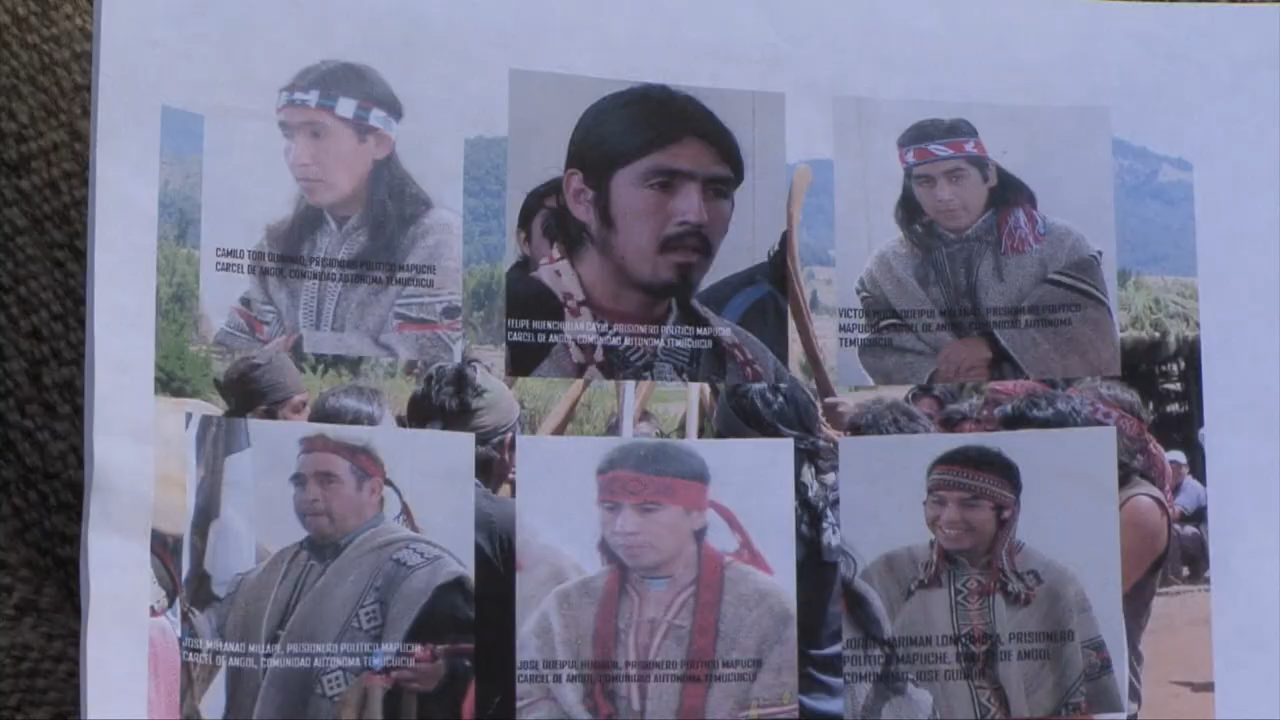 CAMILO TORI QUIÑINAO, PRISIONERO POLITICO MAPUCHE
CARCEL DE ANGOL, COMUNIDAD AUTONOMA TEMUCUICUI
FELIPE HUENCHULLAN CAYUL, PRISIONERO POLITICO MAPUCHE,
CARCEL DE ANGOL, COMUNIDAD AUTONOMA TEMUCUICUI
VICTOR QUEIPUL MILLANAO, PRISIONERO POLITICO
MAPUCHE, CARCEL DE ANGOL, COMUNIDAD AUTONOMA
TEMUCUICUI
JOSE MILLANAO MILLAPE, PRISIONERO POLITICO MAPUCHE,
CARCEL DE ANGOL, COMUNIDAD AUTONOMA TEMUCUICUI
JOSE QUEIPUL PRISIONERO POLITICO MAPUCHE
CARCEL DE ANGOL, COMUNIDAD AUTONOMA TEMUCUICUI
JORGE MARIMAN PRISIONERO
POLITICO MAPUCHE, CARCEL DE ANGOL
COMUNIDAD JOSE